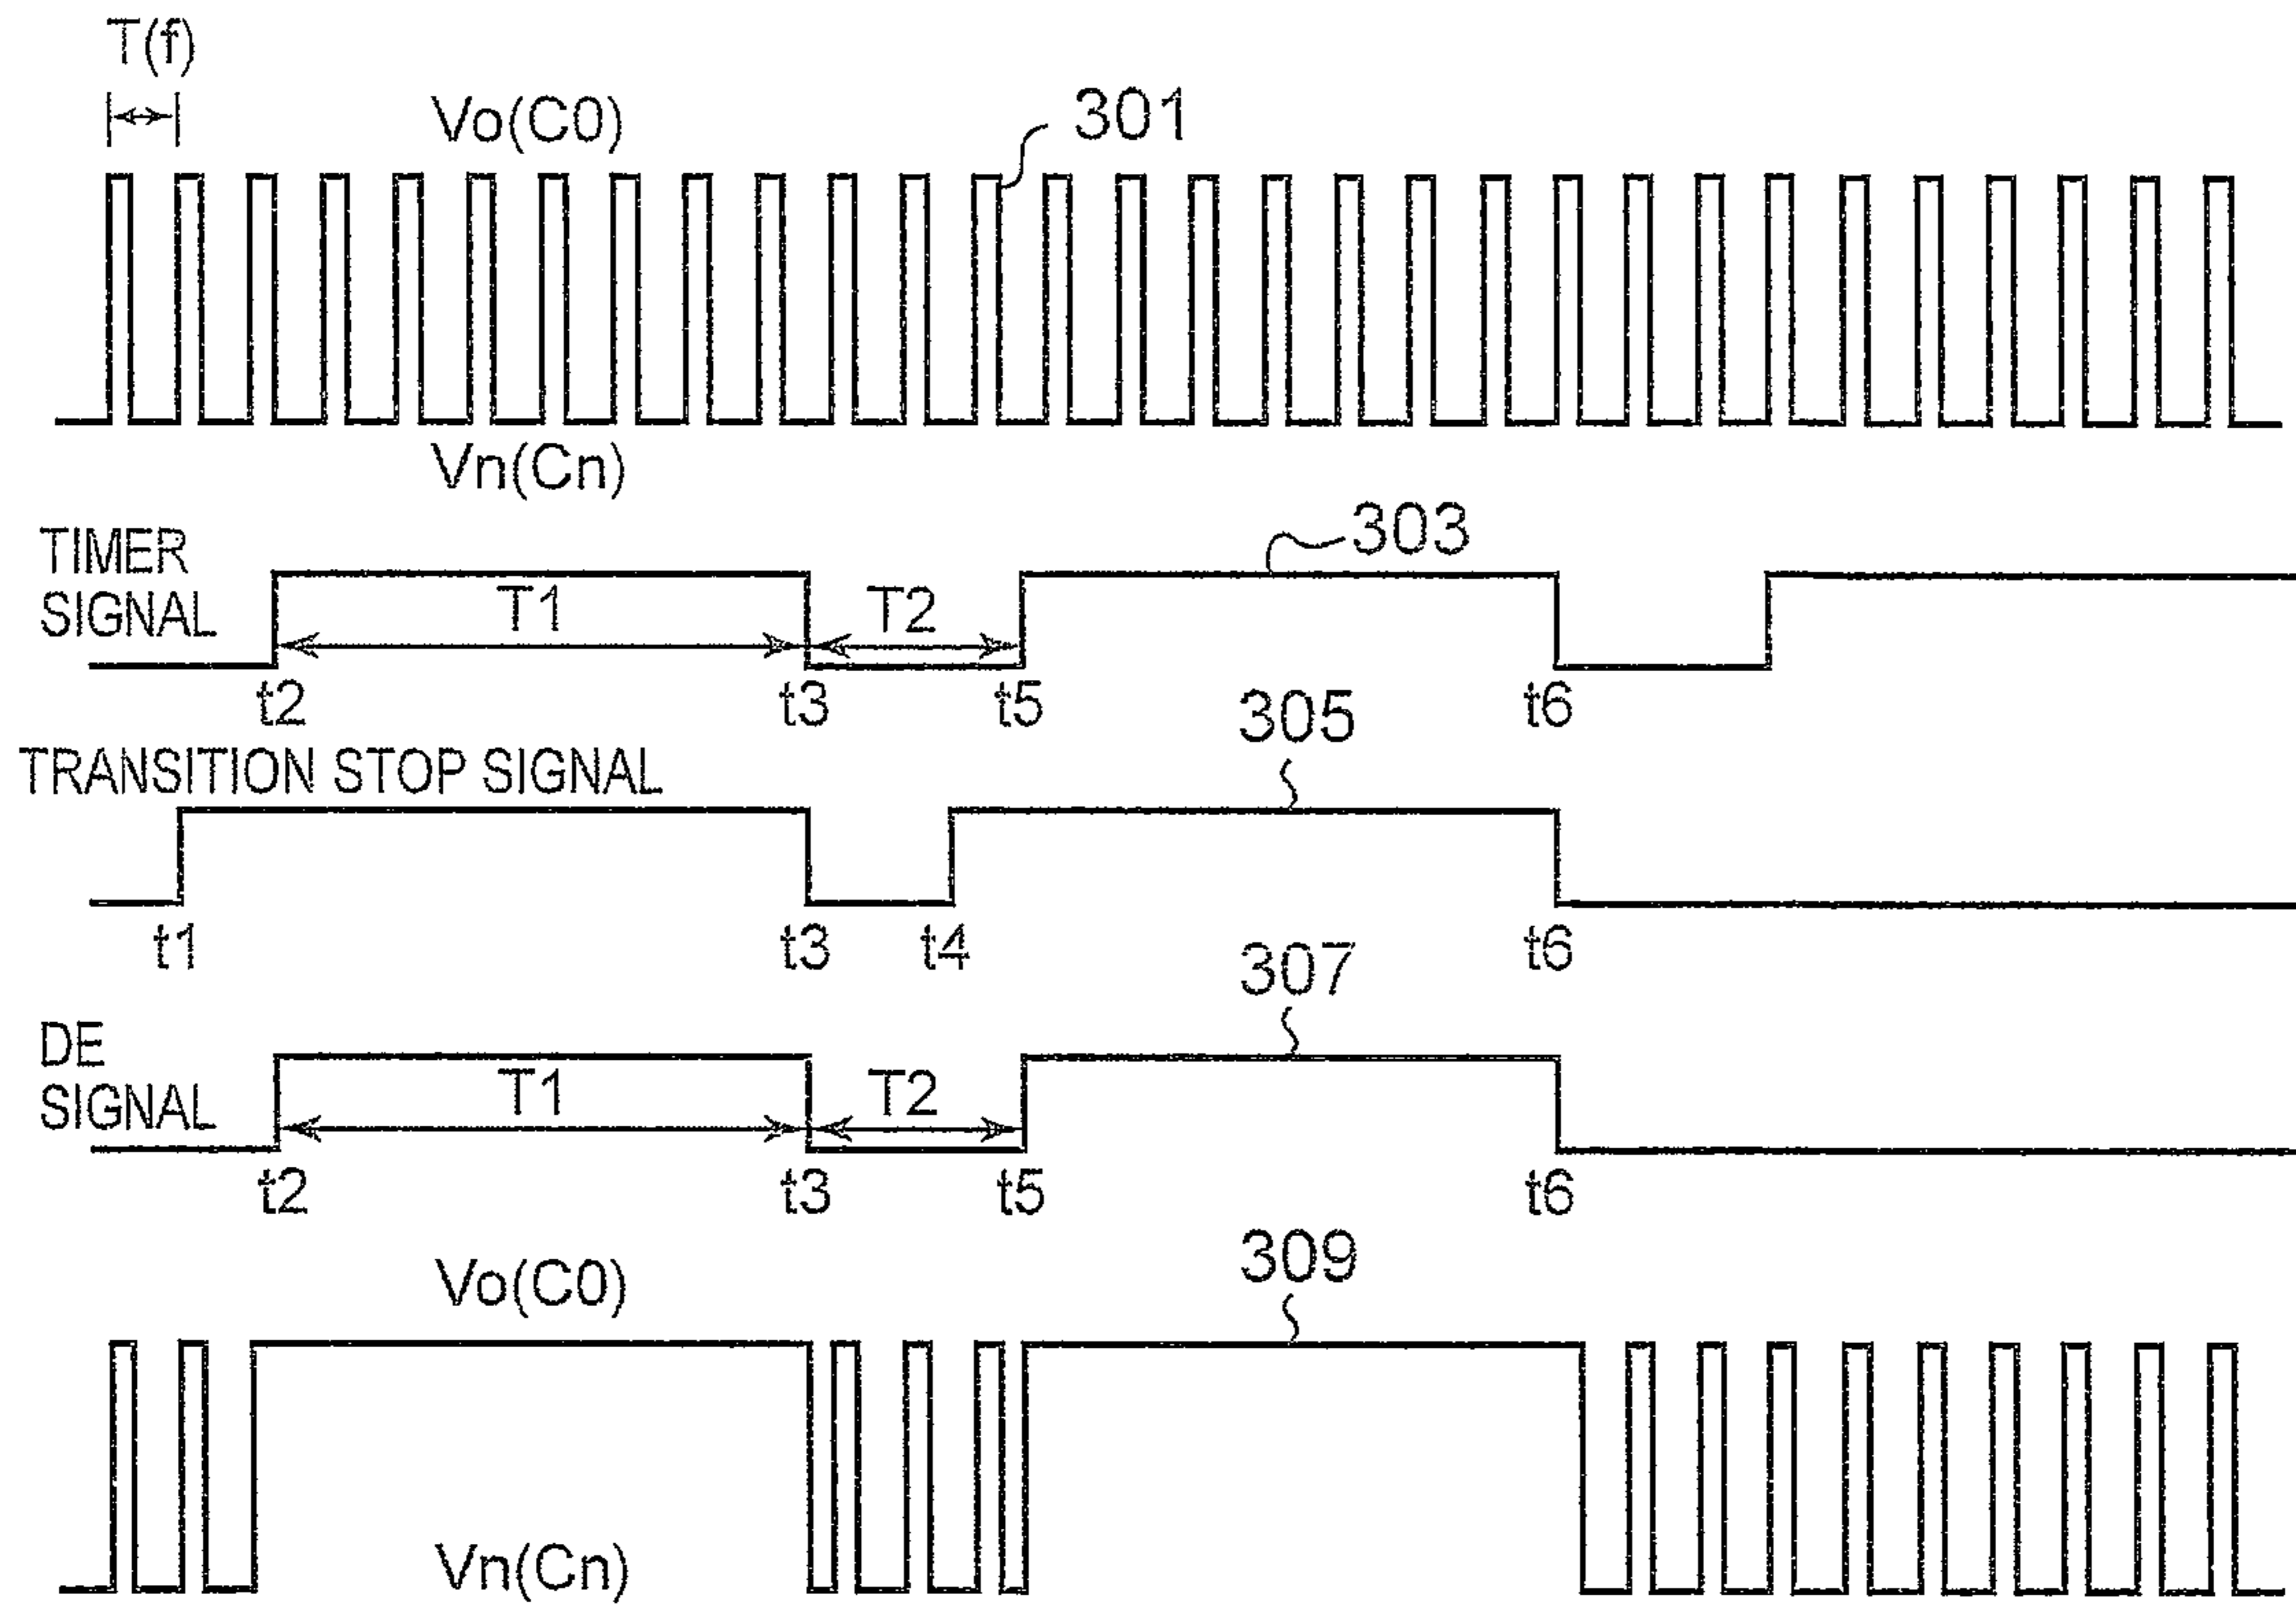 T(f)
Vo(C0)
301
Vn(Cn)
TIMER
SIGNAL
303
T1
T2
t2
t3
t5
t6
305
TRANSITION STOP SIGNAL
t1
t3
t4
t6
307
DE
SIGNAL
T1
T2
t2
t3
t5
t6
309
Vo(C0)
Vn(Cn)